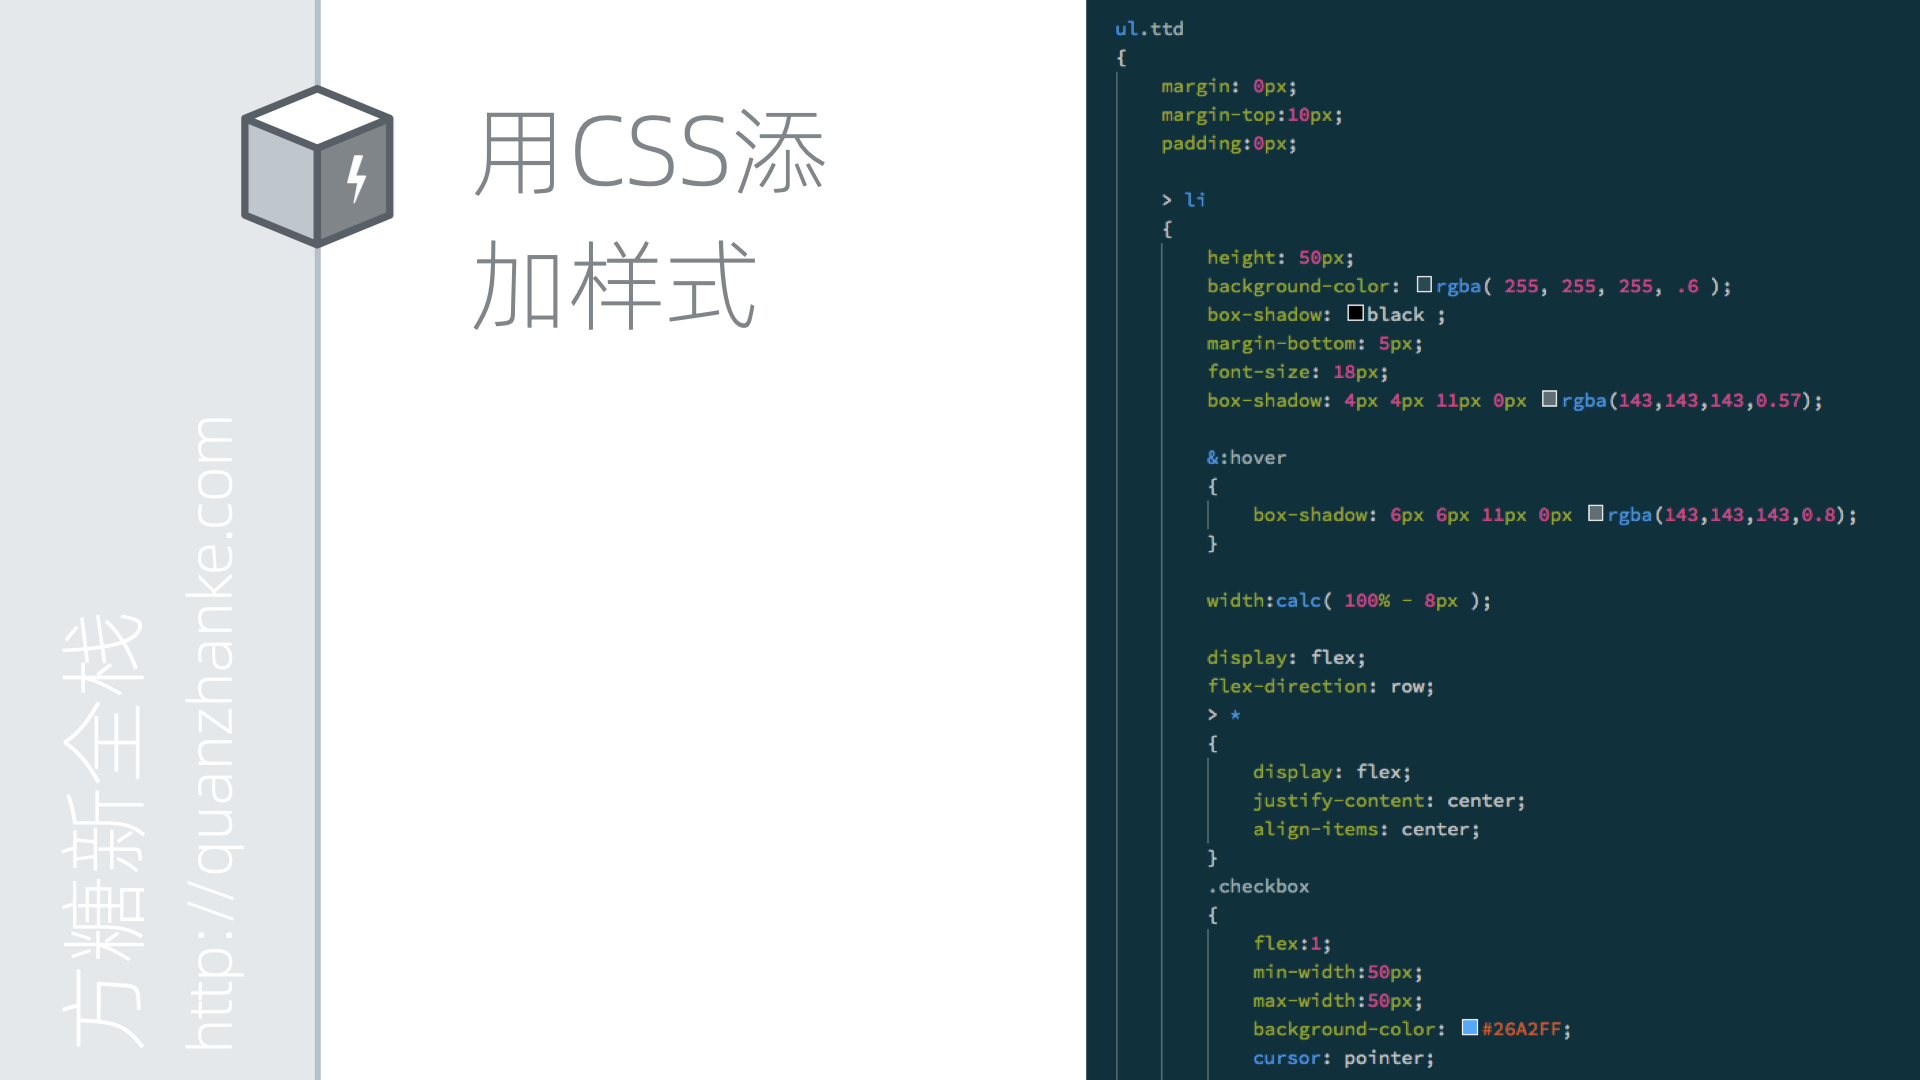 方糖新全栈
http://quanzhanke.com
用CSS添
加样式
ul.ttd
{
margin: 0px;
margin-top:10px;
padding:0px;
> li
{
height: 50px;
background-color: rgba( 255, 255, 255, .6 );
box-shadow: black ;
margin-bottom: 5px;
font-size: 18px;
box-shadow: 4px 4px 11px 0px rgba(143,143,143,0.57);
&:hover
{
box-shadow: 6px 6px 11px 0px rgba(143,143,143,0.8);
}
width:calc( 100% - 8px );
display: flex;
flex-direction: row;
> *
{
display: flex;
justify-content: center;
align-items: center;
}
.checkbox
{
flex:1;
min-width:50px;
max-width:50px;
background-color: #26A2FF;
cursor: pointer;